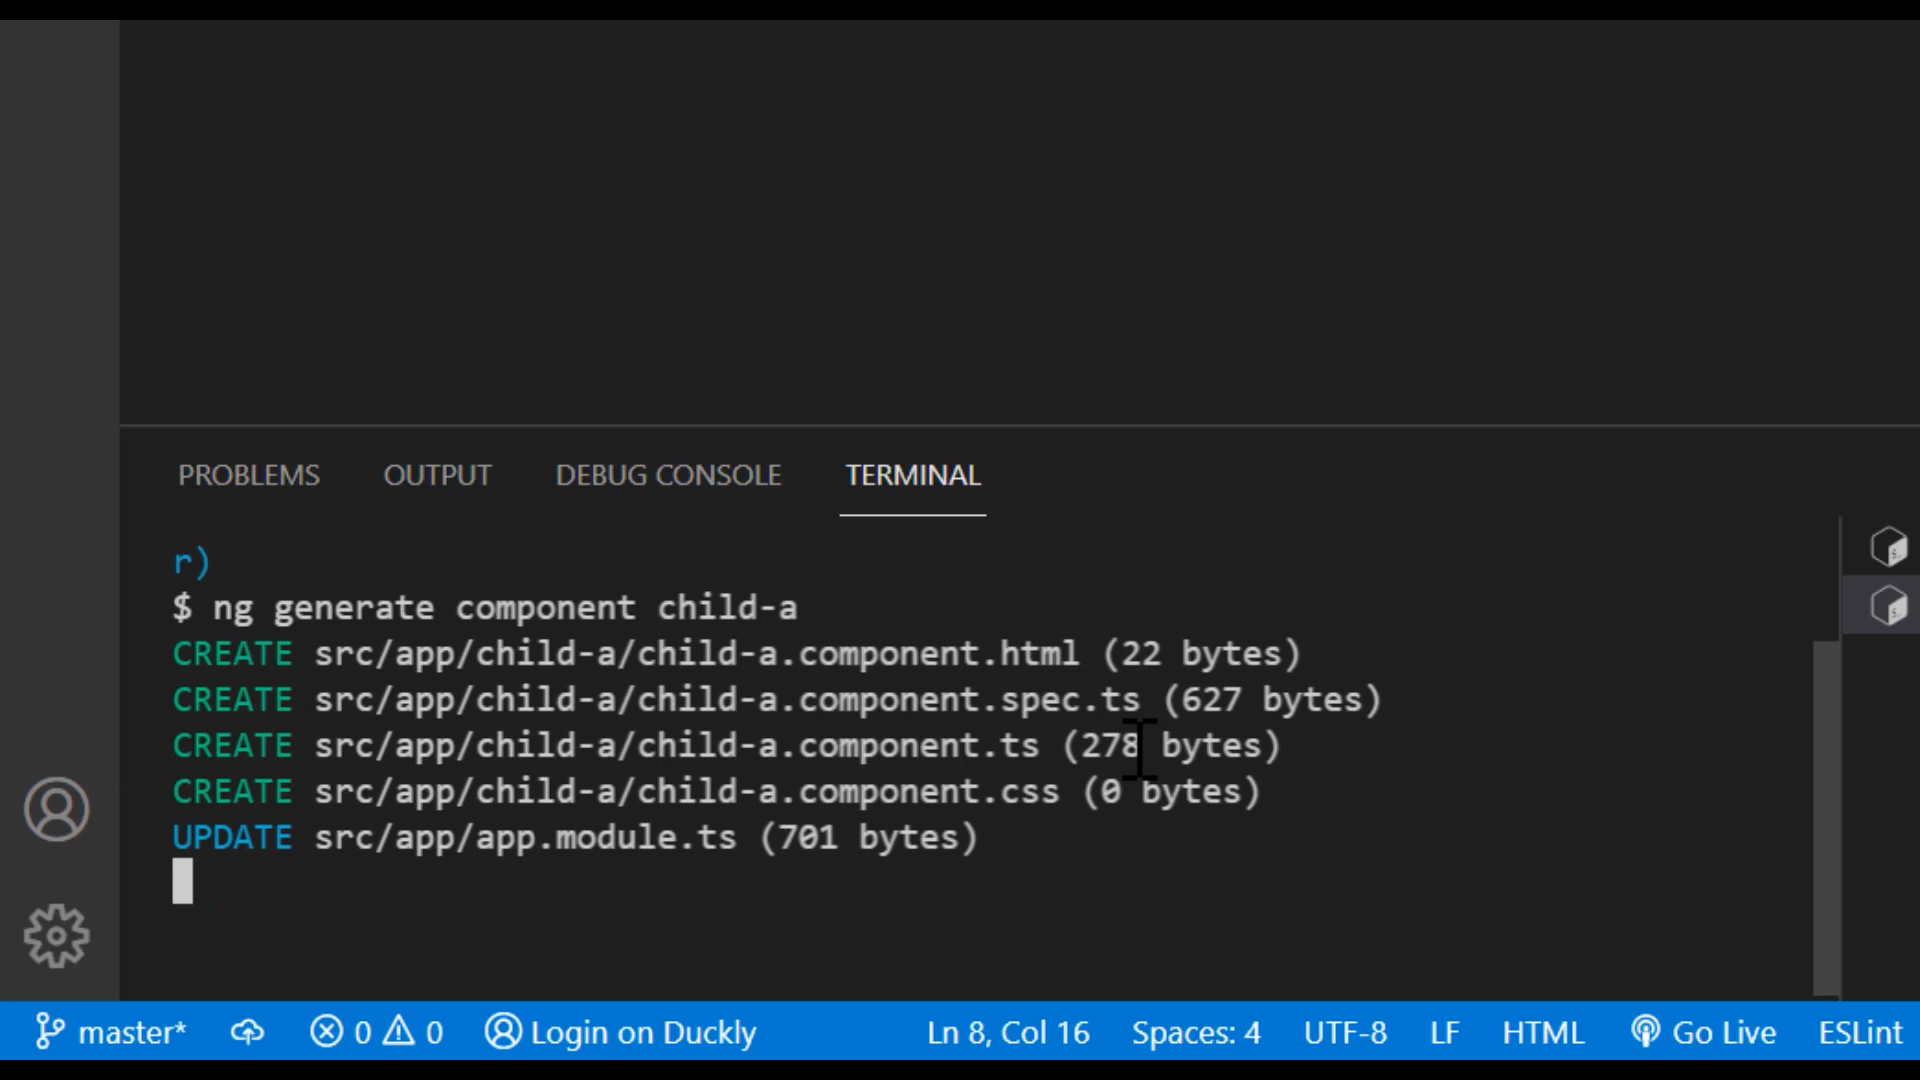 PROBLEMS OUTPUT DEBUG CONSOLE TERMINAL
r)
$ ng generate component child-a
CREATE src/app/child-a/child-a.component.html (22 bytes)
CREATE src/app/child-a/child-a.component.spec.ts (627 bytes)
CREATE src/app/child-a/child-a.component.ts (278 bytes)
CREATE src/app/child-a/child-a.component.css (0 bytes)
UPDATE src/app/app.module.ts (701 bytes)
master* 0 0 Login on Duckly Ln 8, Col 16 Spaces: 4 UTF-8 LF HTML Go Live ESLint